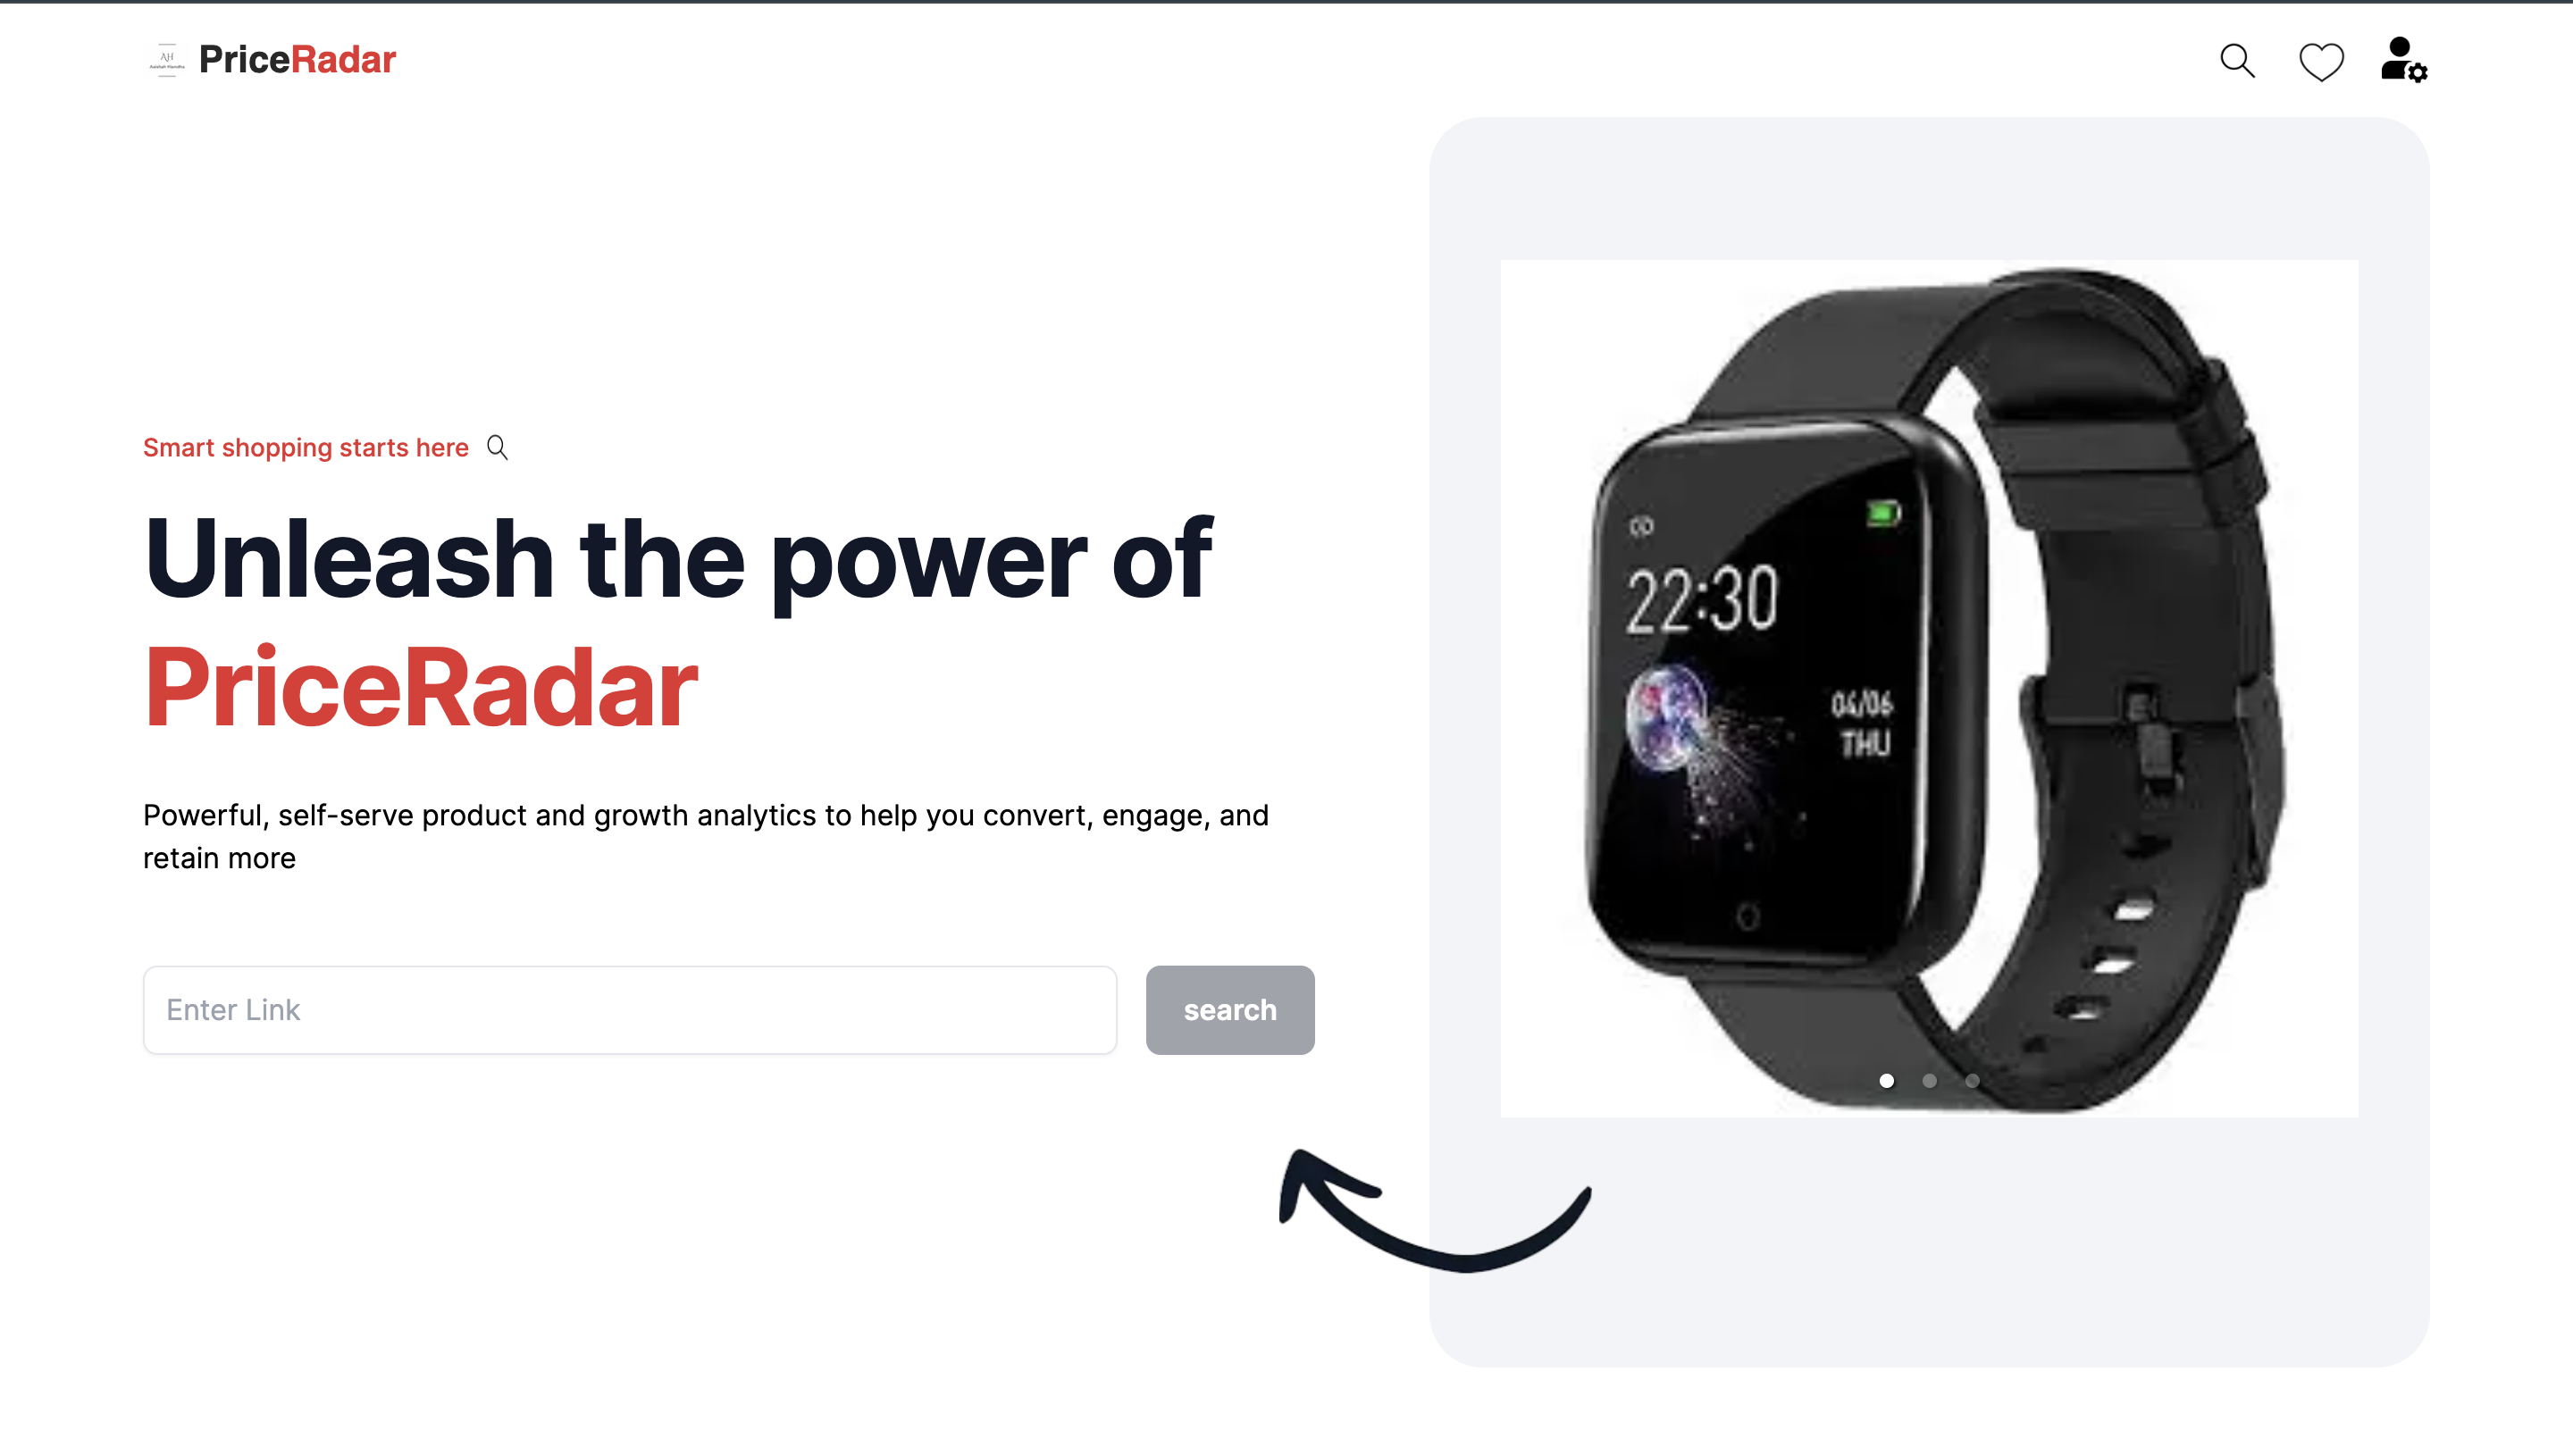 AH
PriceRadar
Smart shopping starts here
Unleash the power of
PriceRadar
Powerful, self-serve product and growth analytics to help you convert, engage, and
retain more
Enter Link
search
22:30
04/06
THU